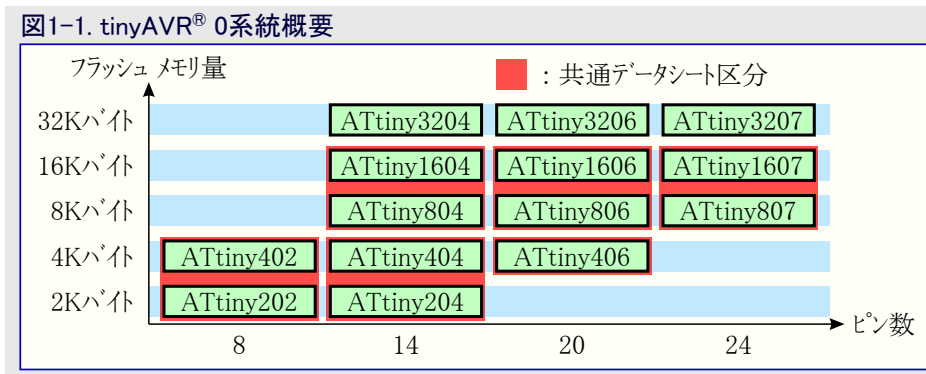 図1-1. tinyAVR® 0系統概要
フラッシュ メモリ量
：共通データシート区分
32Kバイト ATtiny3204 ATtiny3206 ATtiny3207
16Kバイト ATtiny1604 ATtiny1606 ATtiny1607
8Kバイト ATtiny804 ATtiny806 ATtiny807
4Kバイト ATtiny402 ATtiny404 ATtiny406
2Kバイト ATtiny202 ATtiny204
ピン数
8 14 20 24